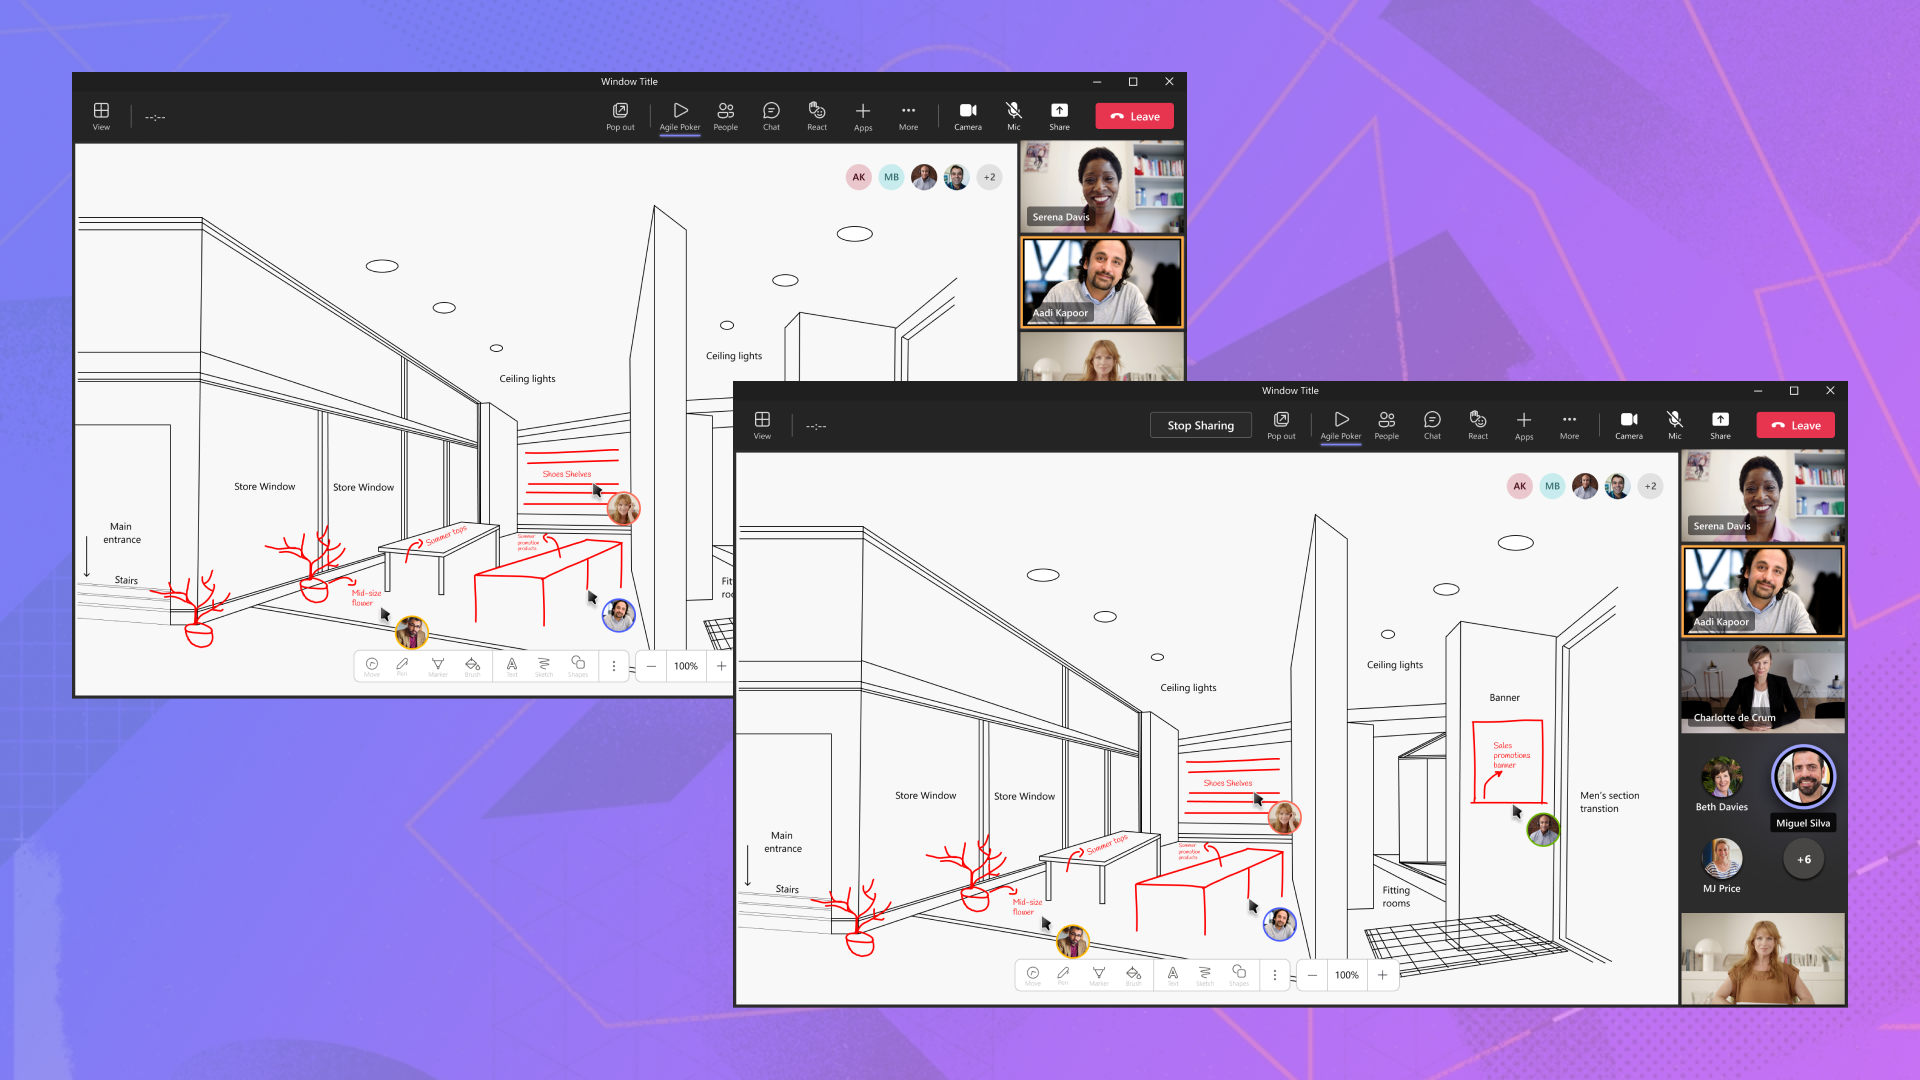 Window Title
View
--:--
Pop out
Agile Poker
People
Chat
React
Apps
More
Camera
Mic
Share
Leave
AK
MB
+2
Serena Davis
Aadi Kapoor
Ceiling lights
Ceiling lights
Store Window
Store Window
Shoes Shelves
Main
entrance
Stairs
Summer tops
Summer
promotion
products
Mid-size
flower
Fit
Move
Pen
Marker
Brush
Text
Sketch
Shapes
100%
Window Title
View
--:--
Stop Sharing
Pop out
Agile Poker
People
Chat
React
Apps
More
Camera
Mic
Share
Leave
AK
MB
+2
Serena Davis
Aadi Kapoor
Charlotte de Crum
Beth Davies
Miguel Silva
MJ Price
+6
Ceiling lights
Ceiling lights
Banner
Sales
promotions
banner
Men's section
transtion
Store Window
Store Window
Shoes Shelves
Main
entrance
Stairs
Summer tops
Summer
promotion
products
Mid-size
flower
Fitting
rooms
Move
Pen
Marker
Brush
Text
Sketch
Shapes
100%